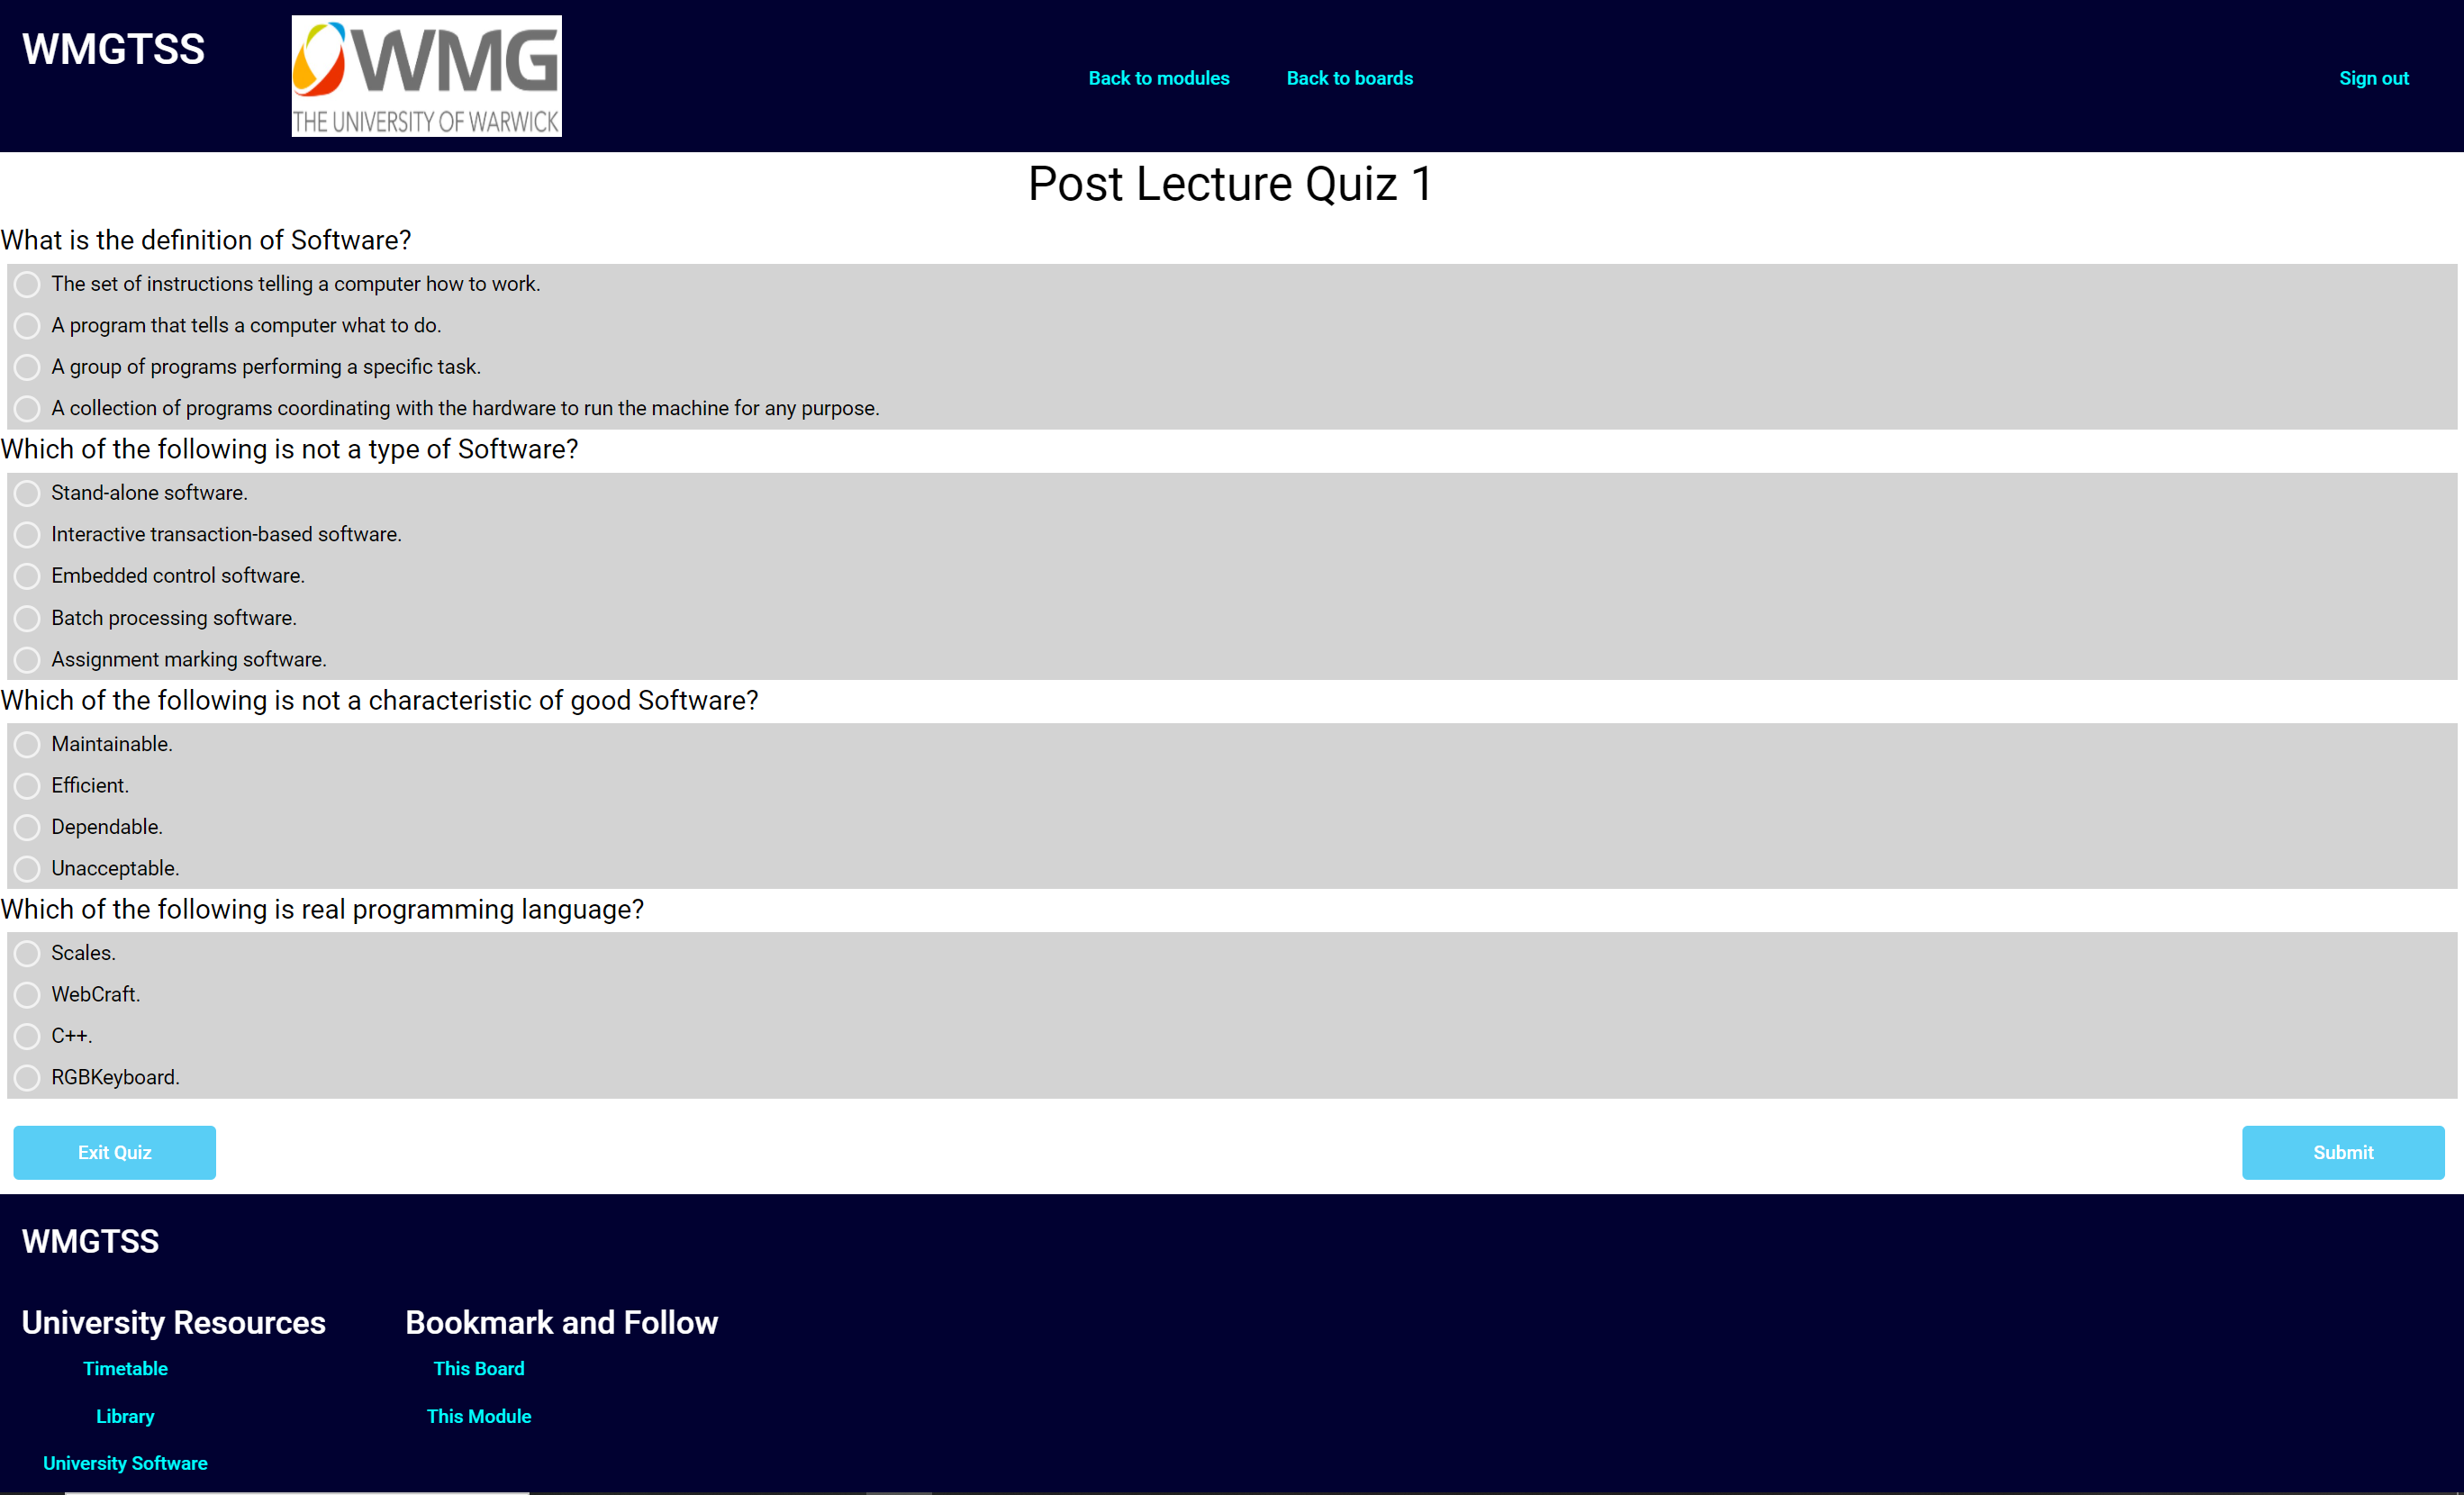 WMGTSS
WMG
THE UNIVERSITY OF WARWICK
Back to modules
Back to boards
Sign out
Post Lecture Quiz 1
What is the definition of Software?
The set of instructions telling a computer how to work.
A program that tells a computer what to do.
A group of programs performing a specific task.
A collection of programs coordinating with the hardware to run the machine for any purpose.
Which of the following is not a type of Software?
Stand-alone software.
Interactive transaction-based software.
Embedded control software.
Batch processing software.
Assignment marking software.
Which of the following is not a characteristic of good Software?
Maintainable.
Efficient.
Dependable.
Unacceptable.
Which of the following is real programming language?
Scales.
WebCraft.
C++.
RGBKeyboard.
Exit Quiz
Submit
WMGTSS
University Resources
Timetable
Library
University Software
Bookmark and Follow
This Board
This Module